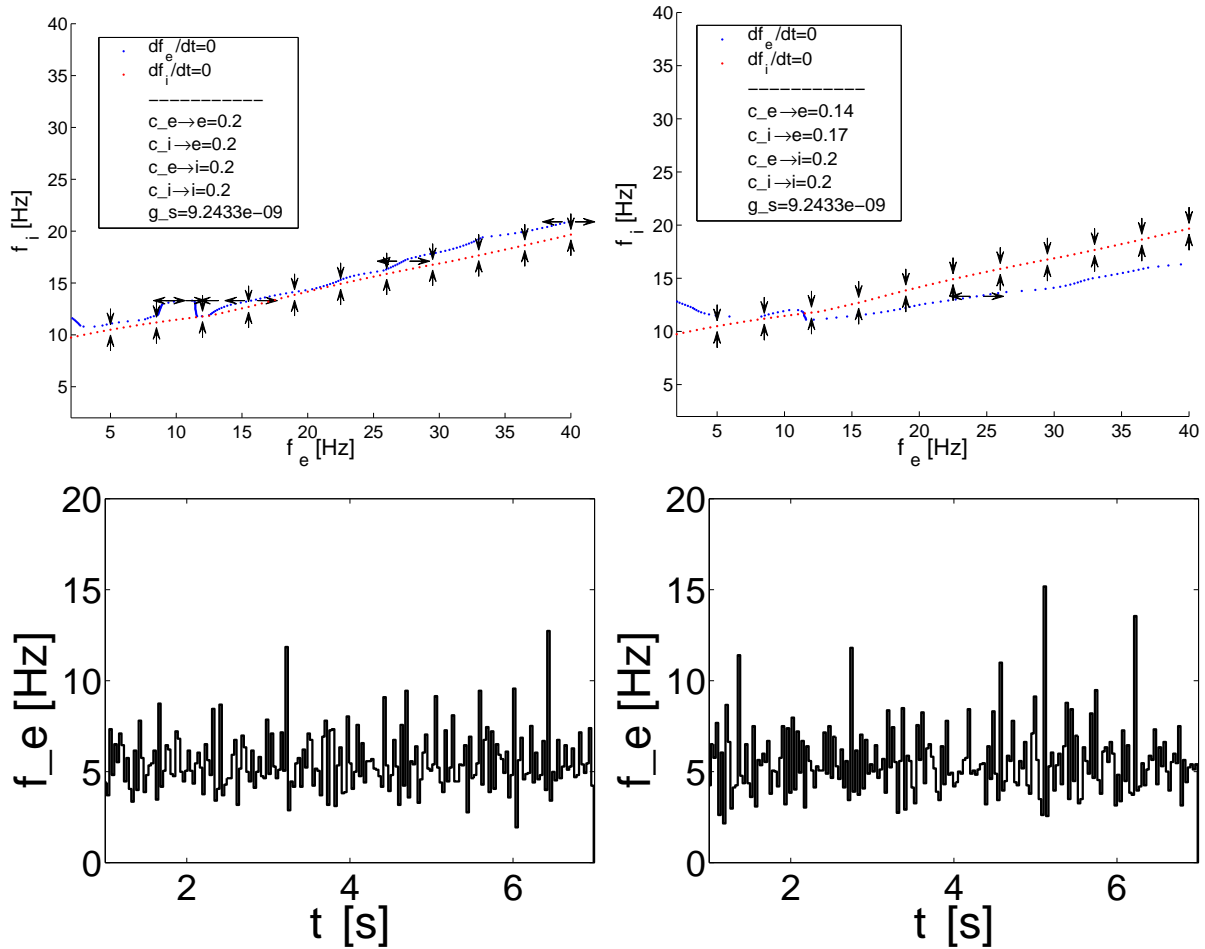 40
35
30
25
20
15
10
5
f_i [Hz]
df_e/dt=0
df_i/dt=0
−−−−−−−−−−−
c_e→e=0.2
c_i→e=0.2
c_e→i=0.2
c_i→i=0.2
g_s=9.2433e−09
5 10 15 20 25 30 35 40
f_e [Hz]
40
35
30
25
20
15
10
5
f_i [Hz]
df_e/dt=0
df_i/dt=0
−−−−−−−−−−−
c_e→e=0.14
c_i→e=0.17
c_e→i=0.2
c_i→i=0.2
g_s=9.2433e−09
5 10 15 20 25 30 35 40
f_e [Hz]
20
15
10
5
0
f_e [Hz]
2 4 6
t [s]
20
15
10
5
0
f_e [Hz]
2 4 6
t [s]